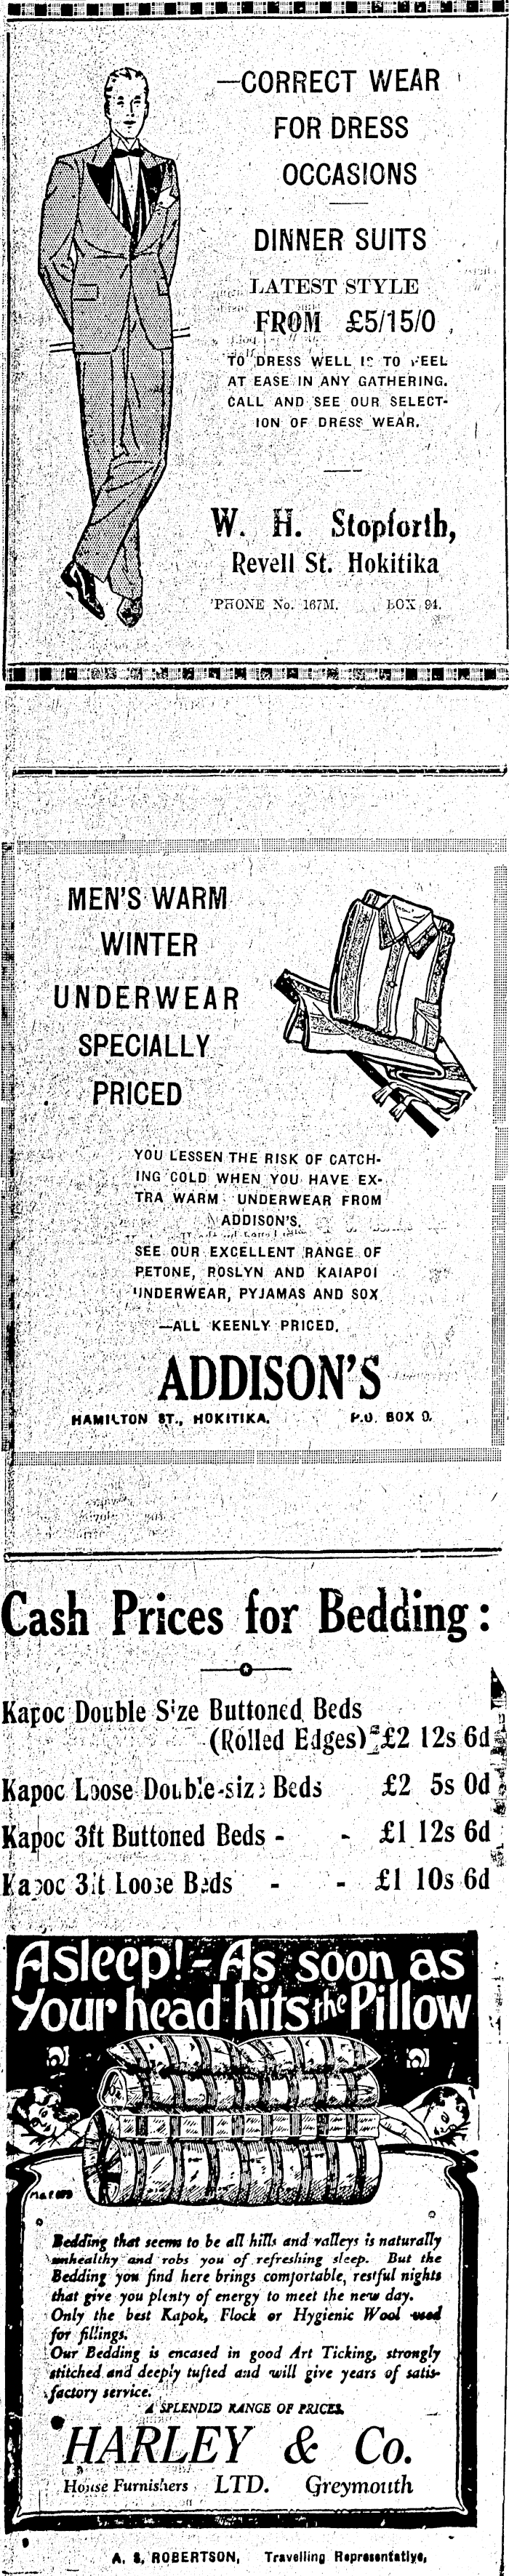 —CORRECT WEAR
FOR DRESS
OCCASIONS
DINNER SUITS
LATEST STYLE
FROM £5/15/0
TO DRESS WELL IS TO FEEL
AT EASE IN ANY GATHERING.
CALL AND SEE OUR SELECT-
ION OF DRESS WEAR.
W. H. Stopforth,
Revell St. Hokitika
'PHONE No. 167M. BOX 94.
MEN'S WARM
WINTER
UNDERWEAR
SPECIALLY
PRICED
YOU LESSEN THE RISK OF CATCH-
ING COLD WHEN YOU HAVE EX-
TRA WARM UNDERWEAR FROM
ADDISON'S.
SEE OUR EXCELLENT RANGE OF
PETONE, ROSLYN AND KAIAPOI
UNDERWEAR, PYJAMAS AND SOX
—ALL KEENLY PRICED.
ADDISON'S
HAMILTON ST., HOKITIKA. P.O. BOX
Cash Prices for Bedding:
Kapoc Double Size Buttoned Beds
(Rolled Edges) £2 12s 6d
Kapoc Loose Double-size Beds £2 5s 0d
Kapoc 3ft Buttoned Beds - - £1 12s 6d
Kapoc 3ft Loose Beds - - £1 10s 6d
Asleep!-As soon as
Your head hits the Pillow
Bedding that seems to be all hills and valleys is naturally
unhealthy and robs you of refreshing sleep. But the
Bedding you find here brings comfortable, restful nights
that give you plenty of energy to meet the new day.
Only the best Kapok, Flock or Hygienic Wool used
for fillings.
Our Bedding is encased in good Art Ticking, strongly
stitched and deeply tufted and will give years of satis-
factory service.
A SPLENDID RANGE OF PRICES.
HARLEY & Co.
House Furnishers LTD. Greymouth
A. S. ROBERTSON, Travelling Representative,